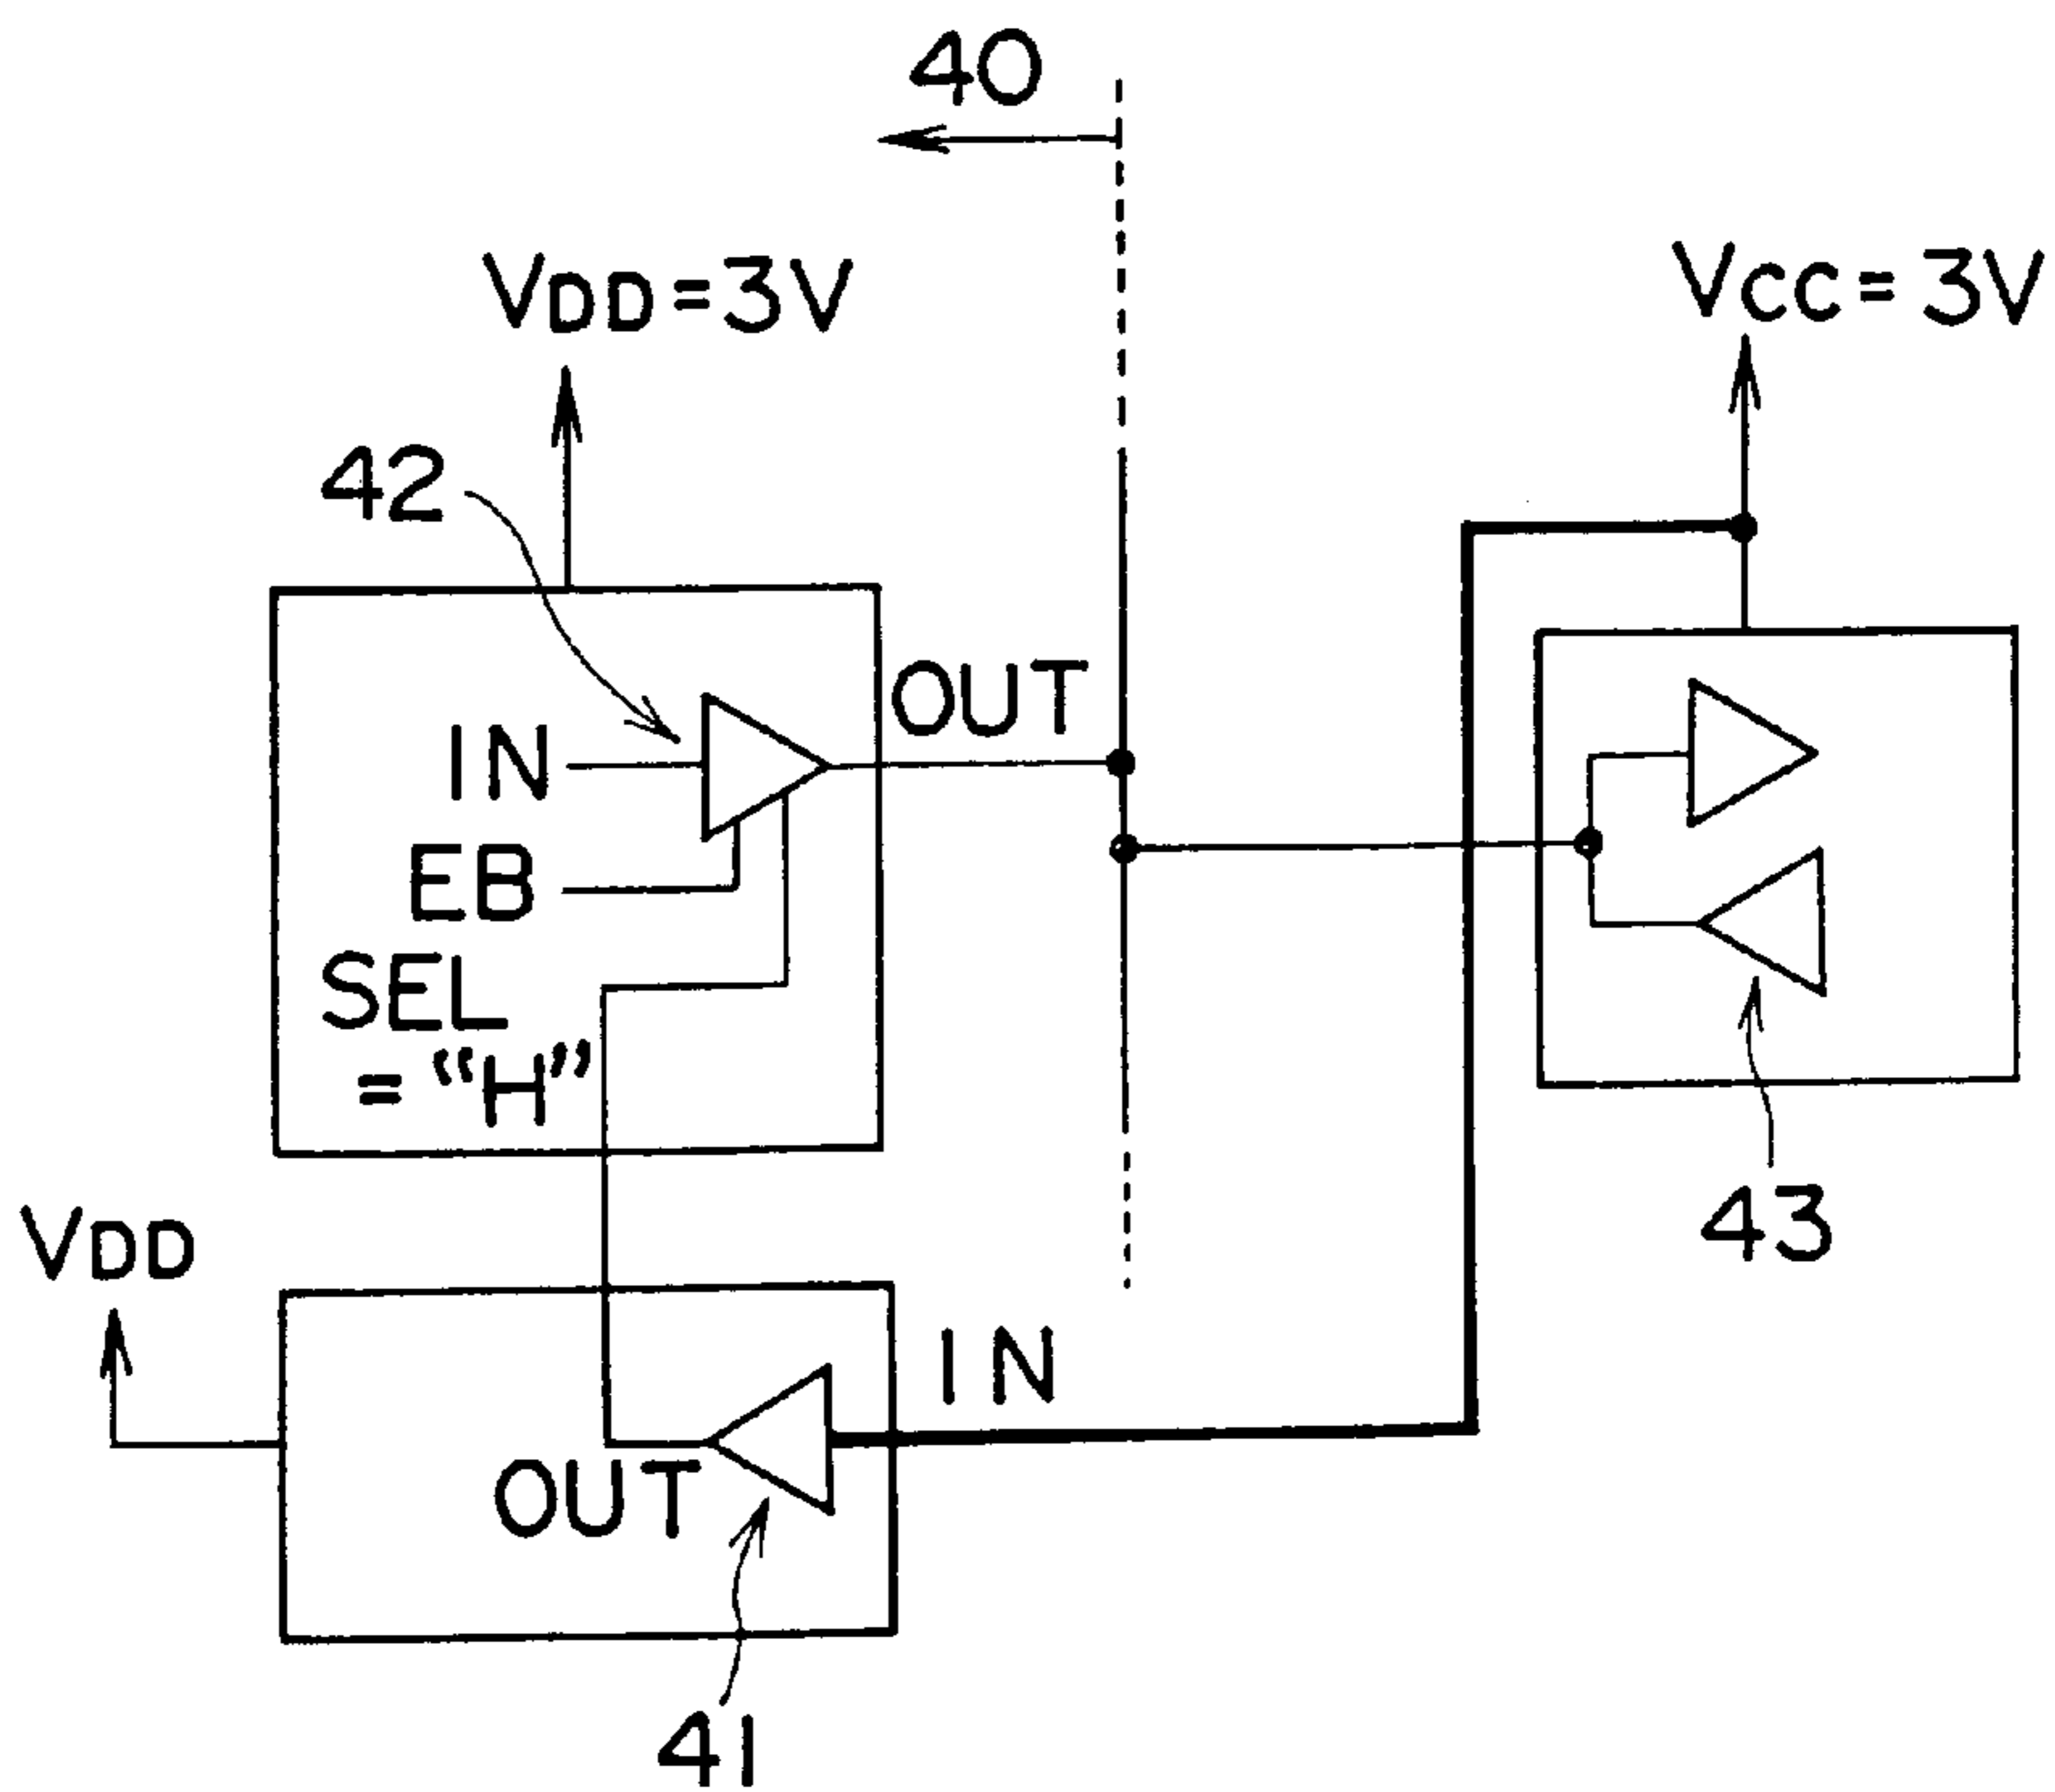 40
VDD=3V
VCC=3V
42
OUT
IN
EB
SEL
="H"
43
VDD
IN
OUT
41